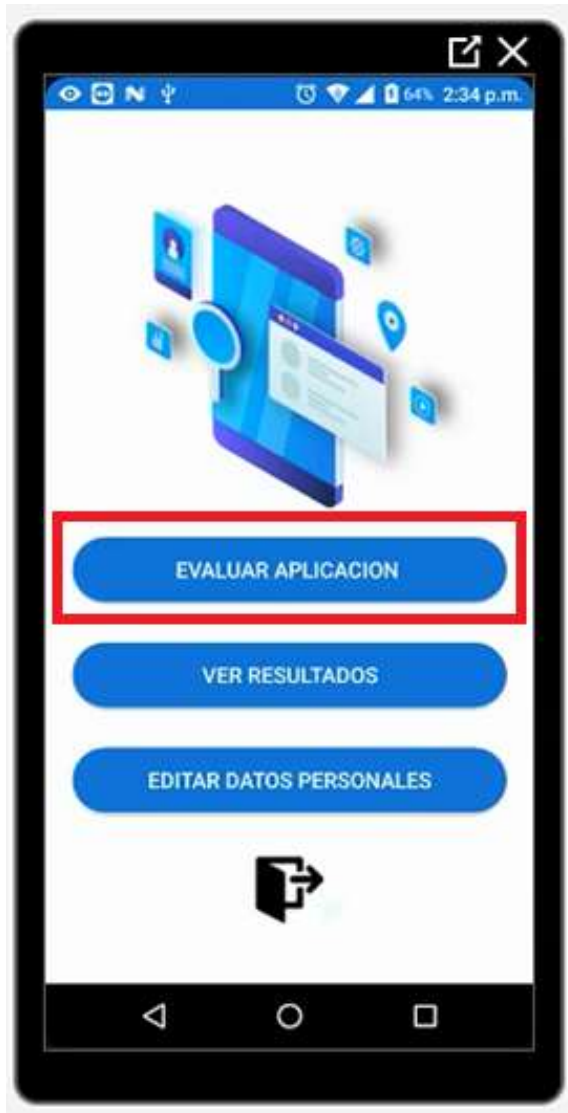 64% 2:34 p.m.
EVALUAR APLICACION
VER RESULTADOS
EDITAR DATOS PERSONALES